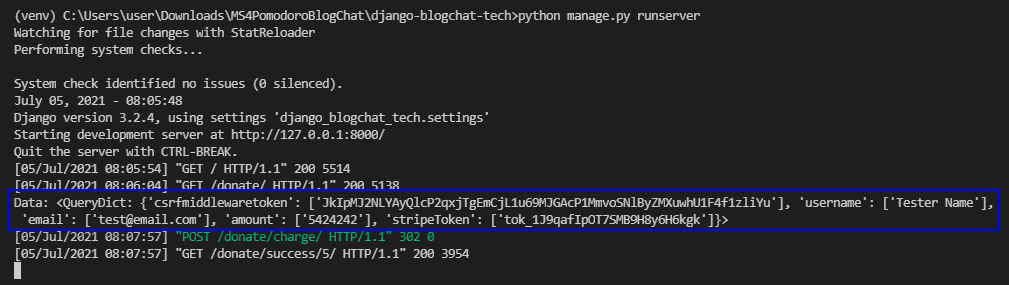 (venv) C:\Users\user\Downloads\MS4PomodoroBlogChat\django-blogchat-tech>python manage.py runserver
Watching for file changes with StatReloader
Performing system checks...
System check identified no issues (0 silenced).
July 05, 2021 - 08:05:48
Django version 3.2.4, using settings 'django_blogchat_tech.settings'
Starting development server at http://127.0.0.1:8000/
Quit the server with CTRL-BREAK.
[05/Jul/2021 08:05:54] "GET / HTTP/1.1" 200 5514
[05/Jul/2021 08:06:04] "GET /donate/ HTTP/1.1" 200 5138
Data: <QueryDict: {'csrfmiddlewaretoken': ['JkIpMJ2NLYAyQlcP2qxjTgEmCjL1u69MJGAcP1MmvoSNlByZMXuwhU1F4f1zliYu'], 'username': ['Tester Name'],
'email': ['test@email.com'], 'amount': ['5424242'], 'stripeToken': ['tok_1J9qafIpOT7SMB9H8y6H6kgk']}>
[05/Jul/2021 08:07:57] "POST /donate/charge/ HTTP/1.1" 302 0
[05/Jul/2021 08:07:57] "GET /donate/success/5/ HTTP/1.1" 200 3954